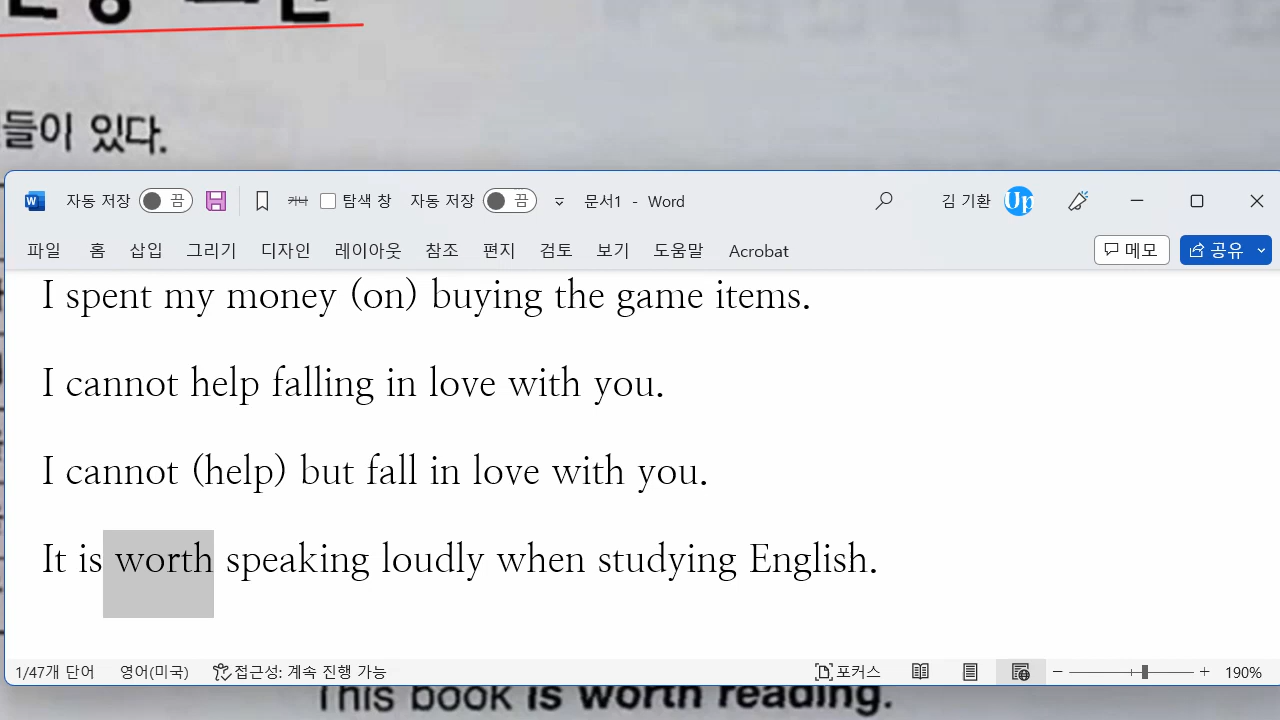 들이 있다.
자동 저장 끔 가나 탐색 창 자동 저장 끔 문서1 - Word 김 기환 Up
파일 홈 삽입 그리기 디자인 레이아웃 참조 편지 검토 보기 도움말 Acrobat 메모 공유
I spent my money (on) buying the game items.
I cannot help falling in love with you.
I cannot (help) but fall in love with you.
It is worth speaking loudly when studying English.
1/47개 단어 영어(미국) 접근성: 계속 진행 가능 포커스 190%
This book is worth reading.